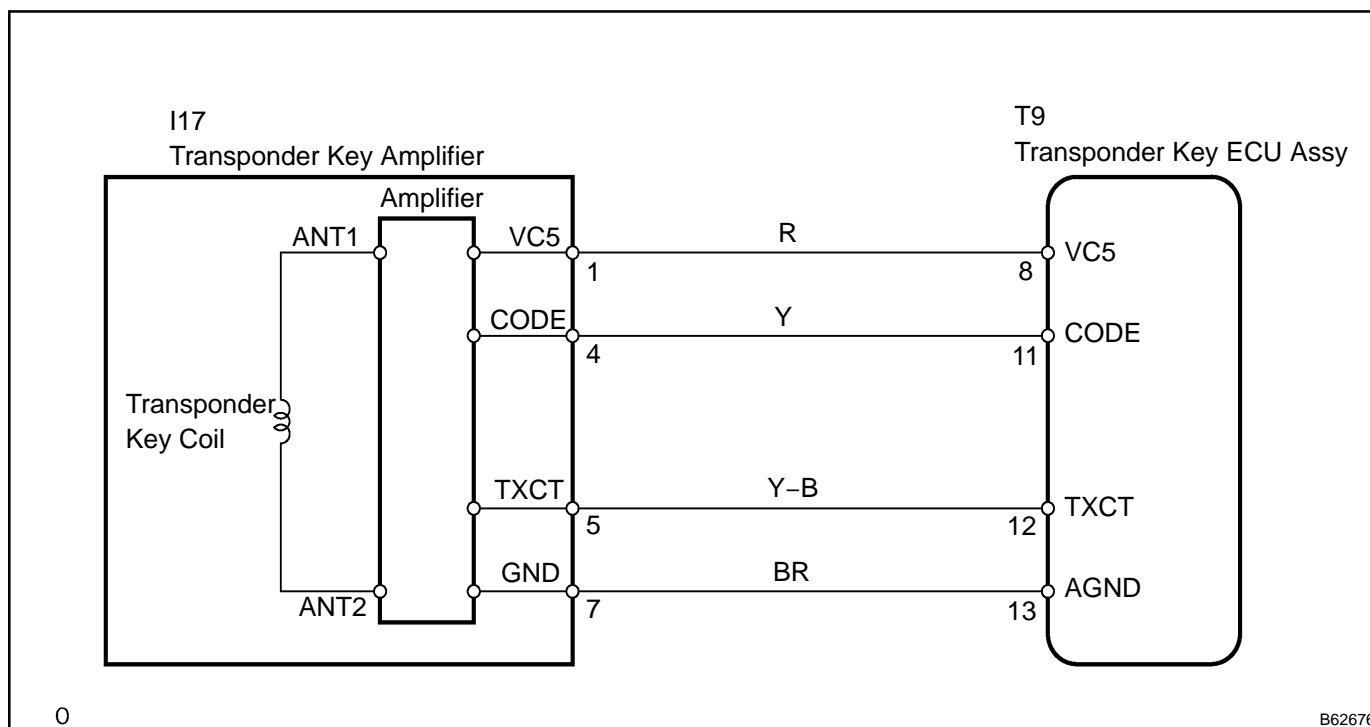 I17
Transponder Key Amplifier
T9
Transponder Key ECU Assy
Amplifier
ANT1
VC5
1
R
8
VC5
CODE
4
Y
11
CODE
Transponder
Key Coil
TXCT
5
Y–B
12
TXCT
ANT2
GND
7
BR
13
AGND
0
B62676